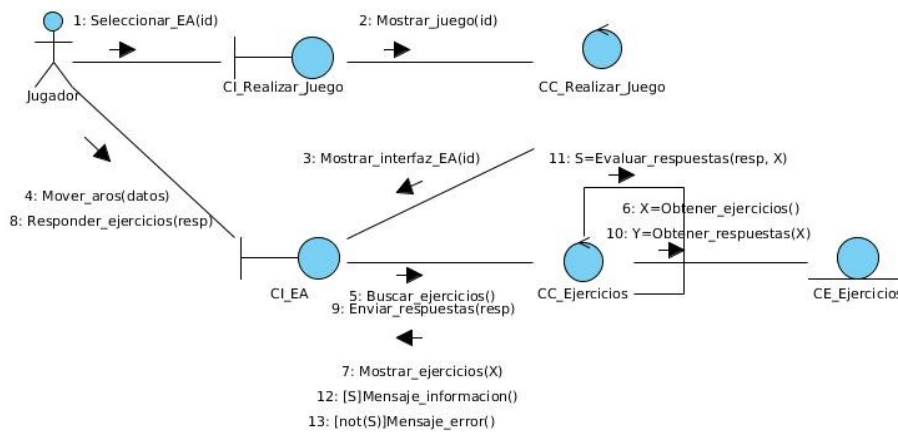 1: Seleccionar_EA(id)
2: Mostrar_juego(id)
Jugador
CI_Realizar_Juego
CC_Realizar_Juego
3: Mostrar_interfaz_EA(id)
11: S=Evaluar_respuestas(resp, X)
4: Mover_aros(datos)
8: Responder_ejercicios(resp)
6: X=Obtener_ejercicios()
10: Y=Obtener_respuestas(X)
CI_EA
CC_Ejercicios
CE_Ejercicios
5: Buscar_ejercicios()
9: Enviar_respuestas(resp)
7: Mostrar_ejercicios(X)
12: [S]Mensaje_informacion()
13: [not(S)]Mensaje_error()